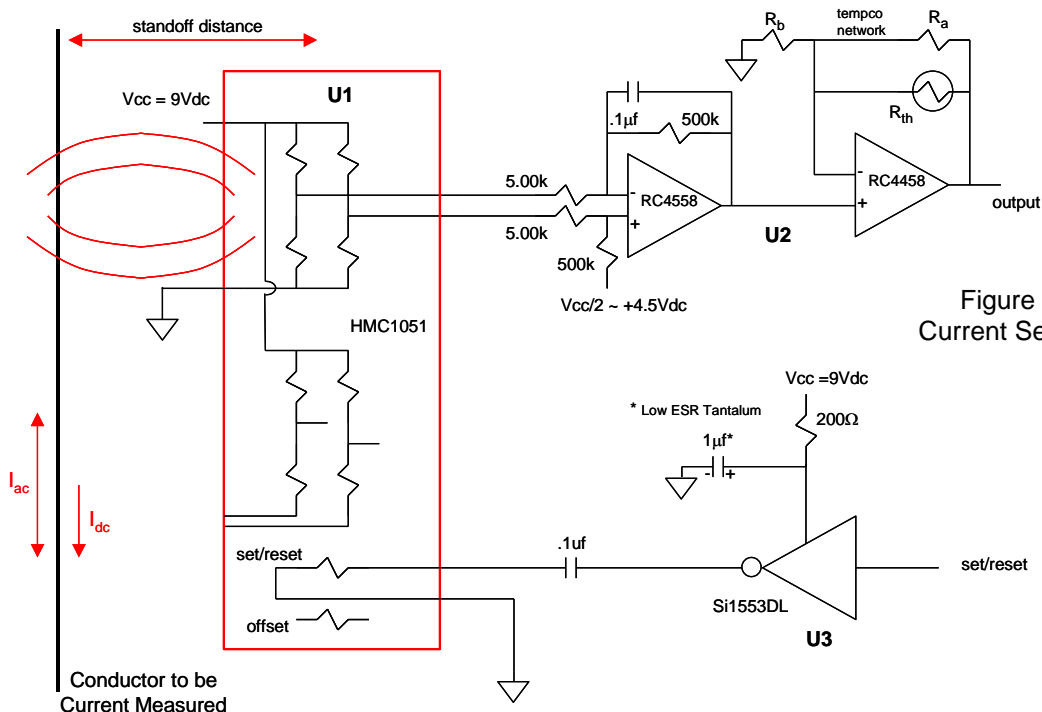 standoff distance
Vcc = 9Vdc
U1
.1µf
500k
5.00k
5.00k
500k
Vcc/2 ~ +4.5Vdc
-
+
RC4558
U2
Rb
tempco
network
Ra
Rth
-
+
RC4458
output
HMC1051
Figure
Current Se
Iac
Idc
set/reset
offset
.1uf
* Low ESR Tantalum
Vcc =9Vdc
200Ω
1µf*
- +
Si1553DL
U3
set/reset
Conductor to be
Current Measured